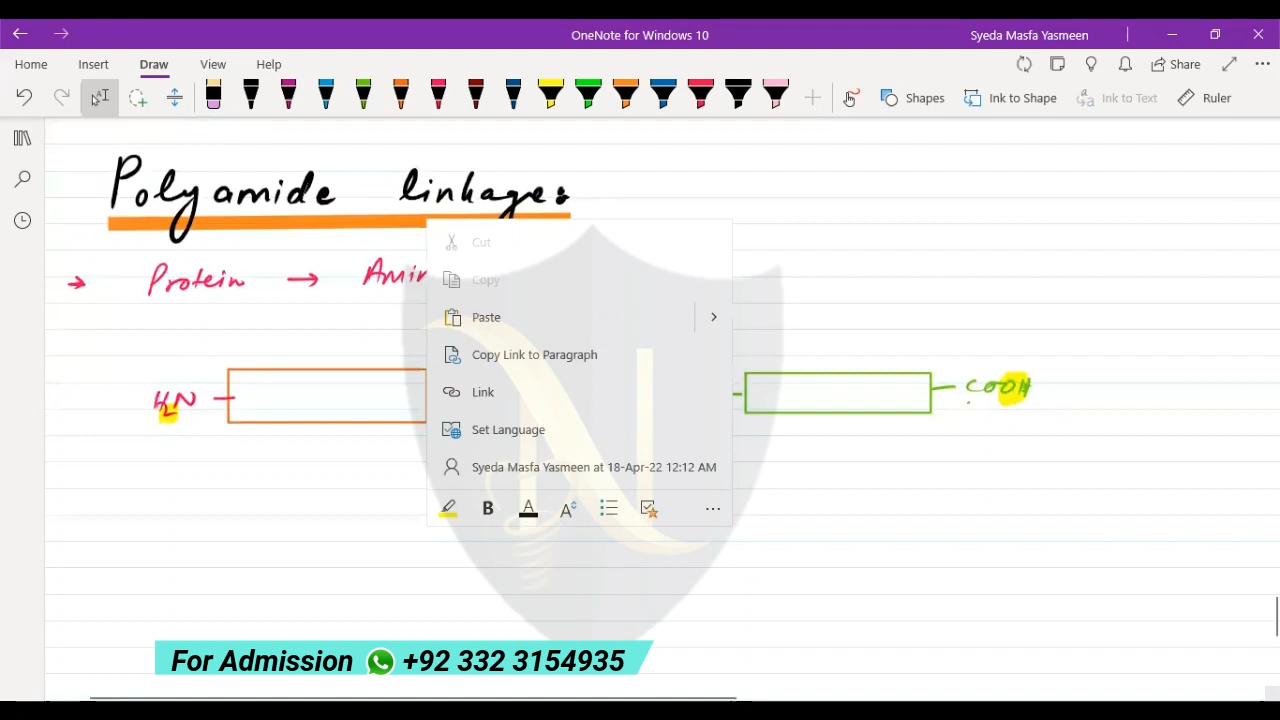 OneNote for Windows 10
Syeda Masfa Yasmeen
Home Insert Draw View Help
Share
Shapes Ink to Shape Ink to Text Ruler
Polyamide linkages
Cut
→ Protein → Amin
Copy
Paste
Copy Link to Paragraph
H2N
COOH
Link
Set Language
Syeda Masfa Yasmeen at 18-Apr-22 12:12 AM
B A A
For Admission +92 332 3154935